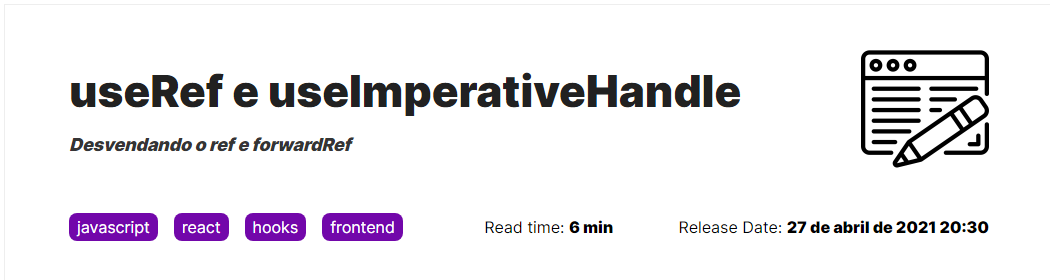 useRef e useImperativeHandle
Desvendando o ref e forwardRef
javascript react hooks frontend Read time: 6 min Release Date: 27 de abril de 2021 20:30